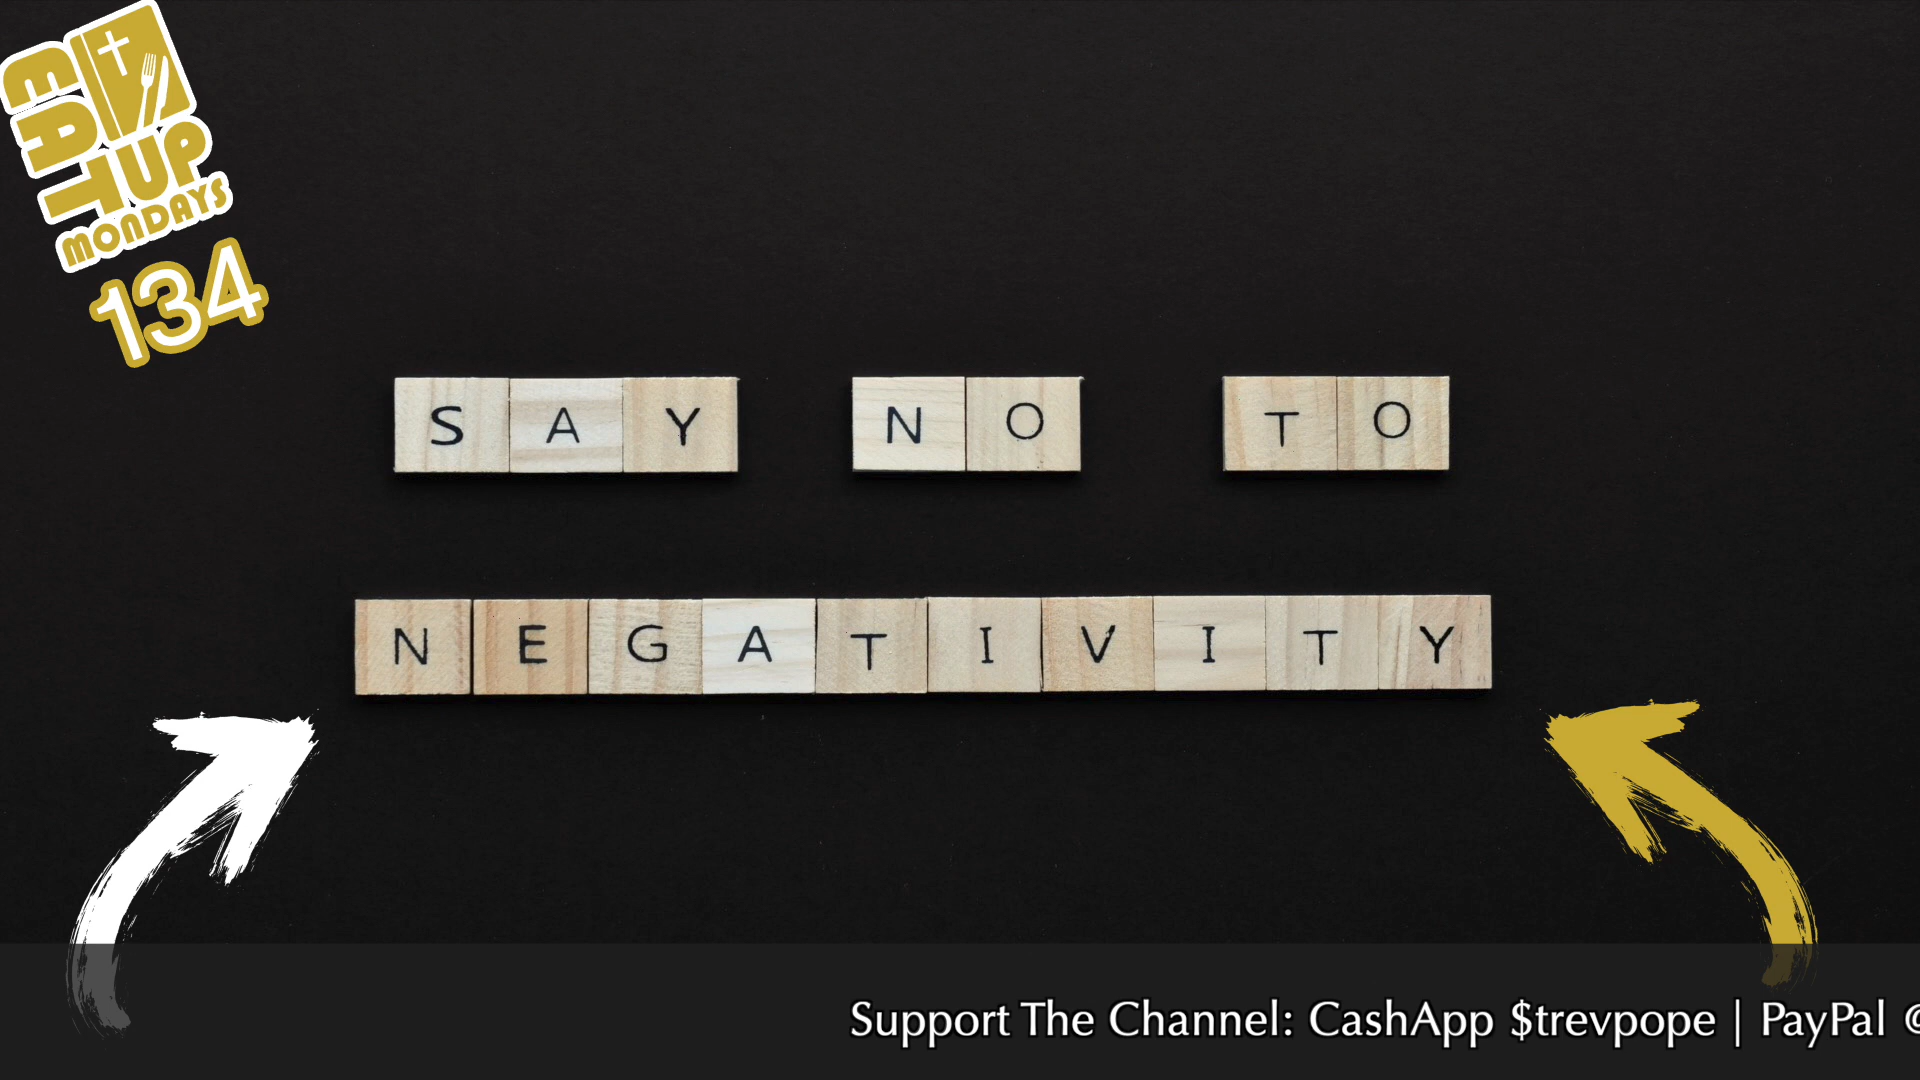 EAT UP
MONDAYS
134
SAY NO TO
NEGATIVITY
Support The Channel: CashApp $trevpope | PayPal